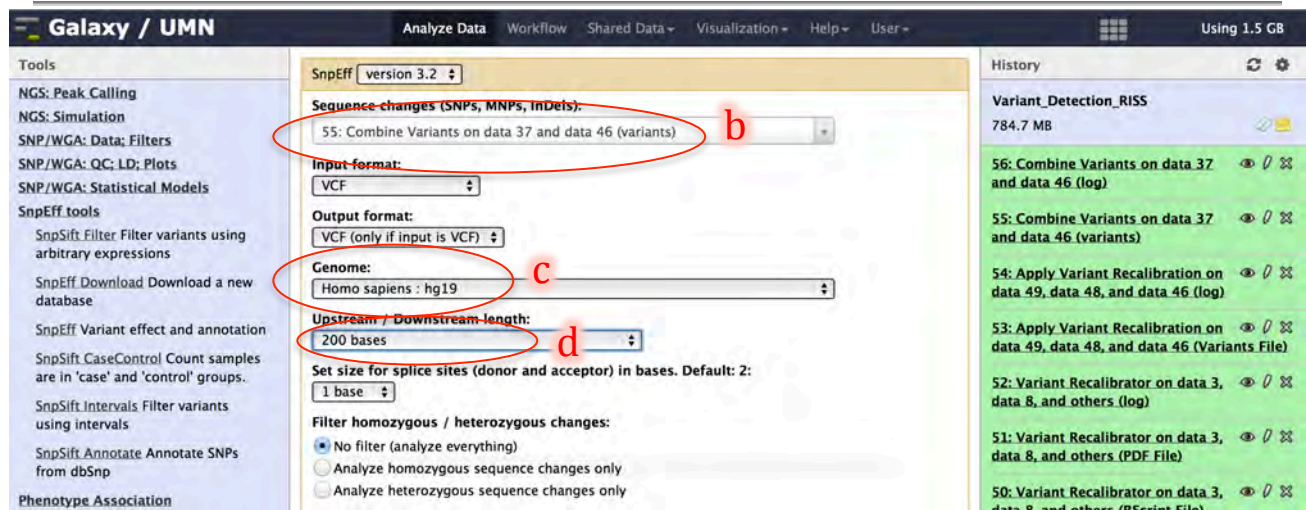 Galaxy / UMN
Analyze Data Workflow Shared Data Visualization Help User
Using 1.5 GB
Tools
NGS: Peak Calling
NGS: Simulation
SNP/WGA: Data; Filters
SNP/WGA: QC; LD; Plots
SNP/WGA: Statistical Models
SnpEff tools
SnpSift Filter Filter variants using
arbitrary expressions
SnpEff Download Download a new
database
SnpEff Variant effect and annotation
SnpSift CaseControl Count samples
are in 'case' and 'control' groups.
SnpSift Intervals Filter variants
using intervals
SnpSift Annotate Annotate SNPs
from dbSnp
Phenotype Association
SnpEff version 3.2
Sequence changes (SNPs, MNPs, InDels):
55: Combine Variants on data 37 and data 46 (variants)
b
Input format:
VCF
Output format:
VCF (only if input is VCF)
Genome:
Homo sapiens : hg19
c
Upstream / Downstream length:
200 bases
d
Set size for splice sites (donor and acceptor) in bases. Default: 2:
1 base
Filter homozygous / heterozygous changes:
No filter (analyze everything)
Analyze homozygous sequence changes only
Analyze heterozygous sequence changes only
History
Variant_Detection_RISS
784.7 MB
56: Combine Variants on data 37
and data 46 (log)
55: Combine Variants on data 37
and data 46 (variants)
54: Apply Variant Recalibration on
data 49, data 48, and data 46 (log)
53: Apply Variant Recalibration on
data 49, data 48, and data 46 (Variants File)
52: Variant Recalibrator on data 3,
data 8, and others (log)
51: Variant Recalibrator on data 3,
data 8, and others (PDF File)
50: Variant Recalibrator on data 3,
data 8, and others (RScript File)